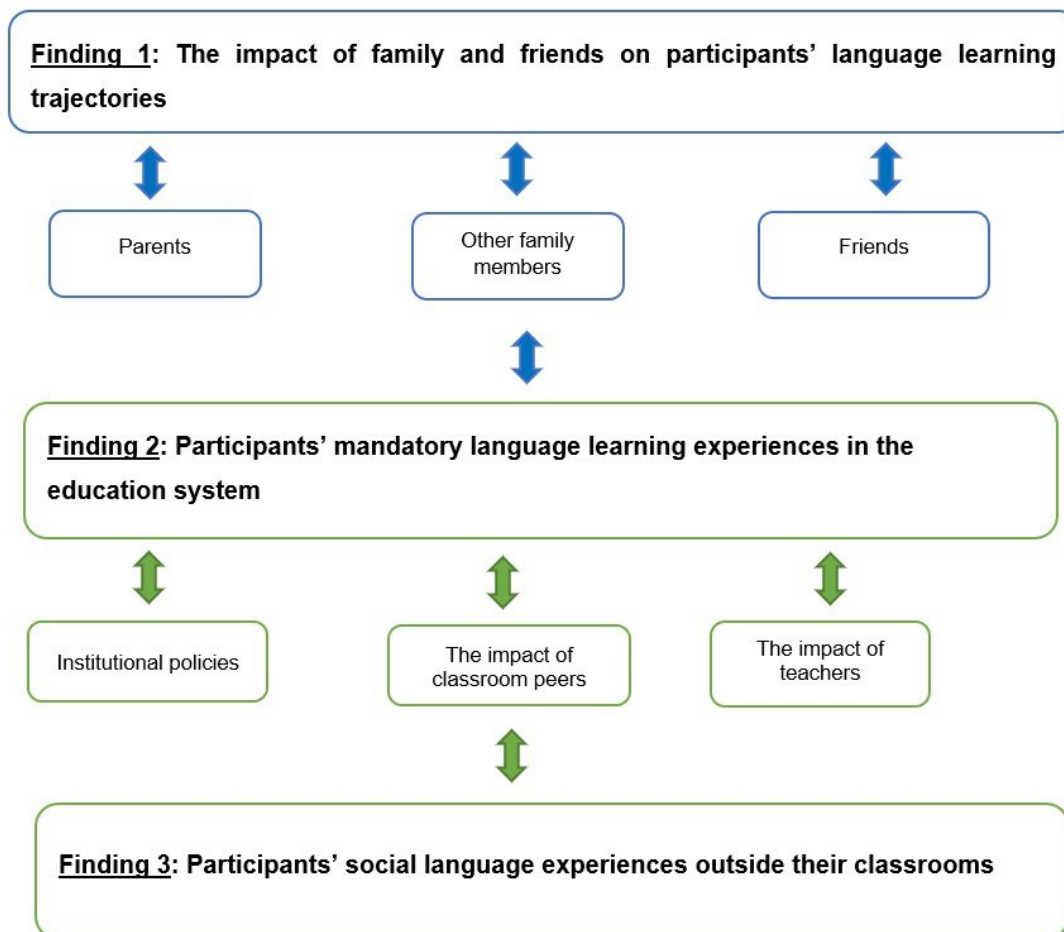 Finding 1: The impact of family and friends on participants’ language learning
trajectories
Parents
Other family
members
Friends
Finding 2: Participants’ mandatory language learning experiences in the
education system
Institutional policies
The impact of
classroom peers
The impact of
teachers
Finding 3: Participants’ social language experiences outside their classrooms